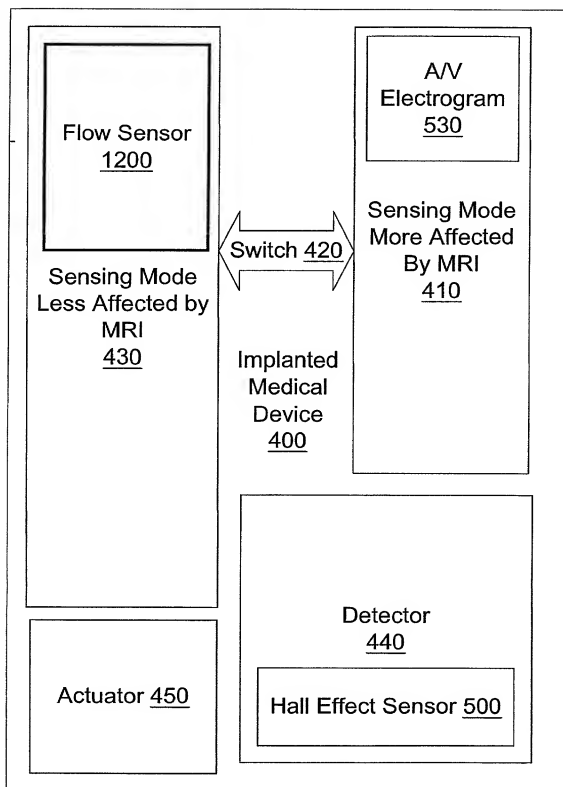 Flow Sensor
1200
Sensing Mode
Less Affected by
MRI
430
Switch 420
A/V
Electrogram
530
Sensing Mode
More Affected
By MRI
410
Implanted
Medical
Device
400
Detector
440
Hall Effect Sensor 500
Actuator 450